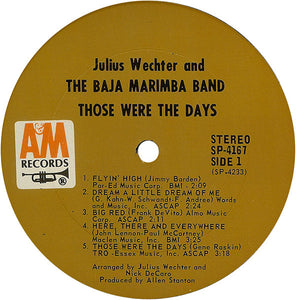 Julius Wechter and
THE BAJA MARIMBA BAND
THOSE WERE THE DAYS
A&M
RECORDS
®
STEREO
SP-4167
SIDE 1
(SP-4233)
1. FLYIN' HIGH (Jimmy Barden)
Par-Ed Music Corp. BMI - 2:09
2. DREAM A LITTLE DREAM OF ME
(G. Kahn-W. Schwandt-F. Andree) Words
and Music, Inc. ASCAP 2:24
3. BIG RED (Frank DeVito) Almo Music
Corp. ASCAP 2:11
4. HERE, THERE AND EVERYWHERE
(John Lennon-Paul McCartney)
Maclen Music, Inc. BMI 3:25
5. THOSE WERE THE DAYS (Gene Raskin)
TRO-Essex Music, Inc. ASCAP 3:18
Arranged by Julius Wechter and
Nick DeCaro
Produced by Allen Stanton